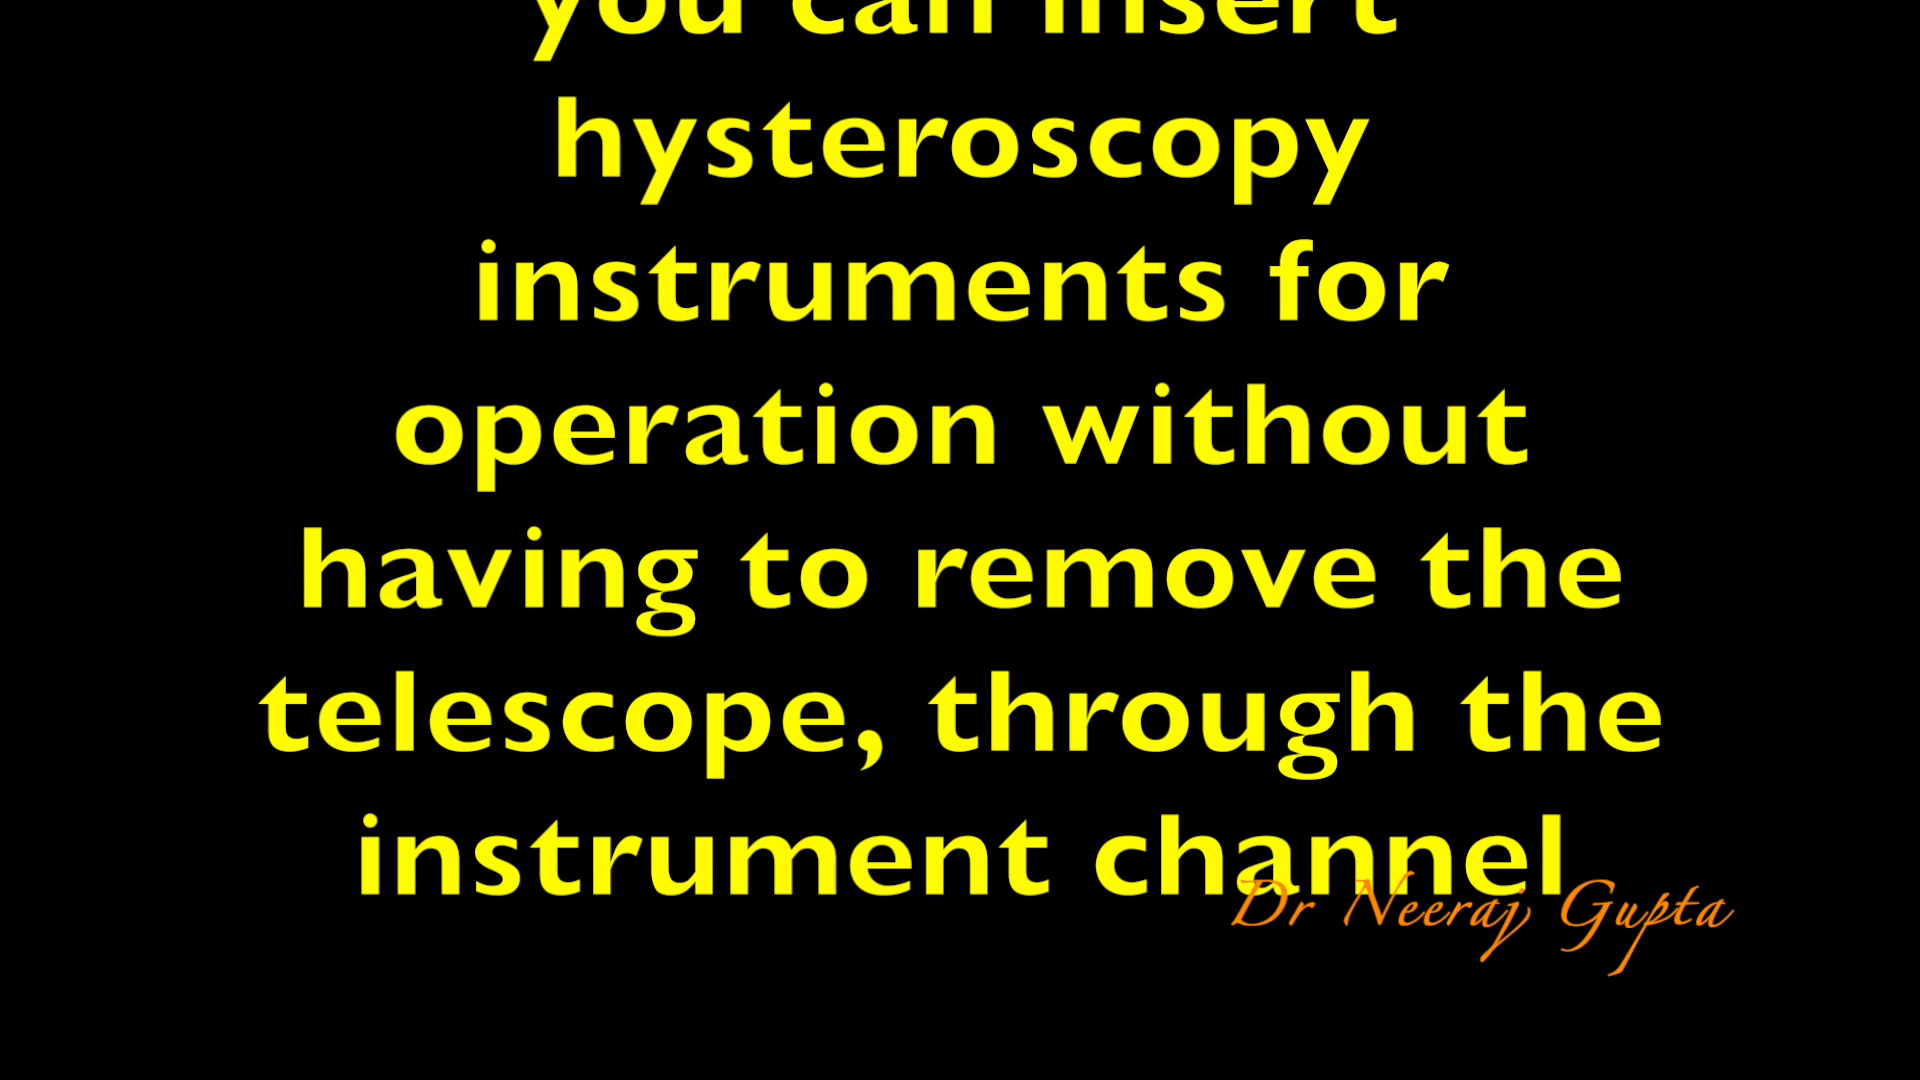 you can insert
hysteroscopy
instruments for
operation without
having to remove the
telescope, through the
instrument channel
Dr Neeraj Gupta